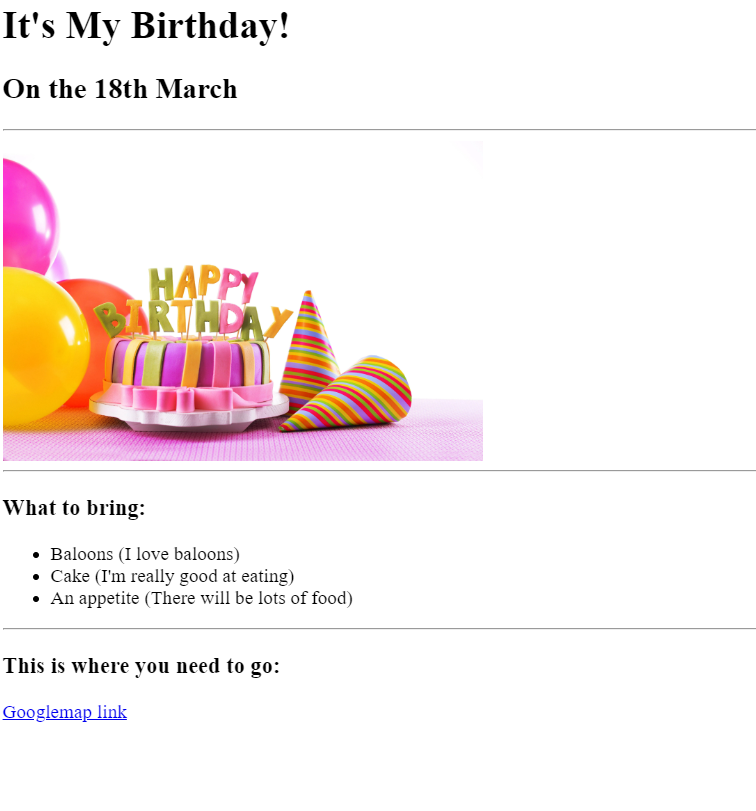 It's My Birthday!
On the 18th March
HAPPY
BIRTHDAY
What to bring:
Baloons (I love baloons)
Cake (I'm really good at eating)
An appetite (There will be lots of food)
This is where you need to go:
Googlemap link